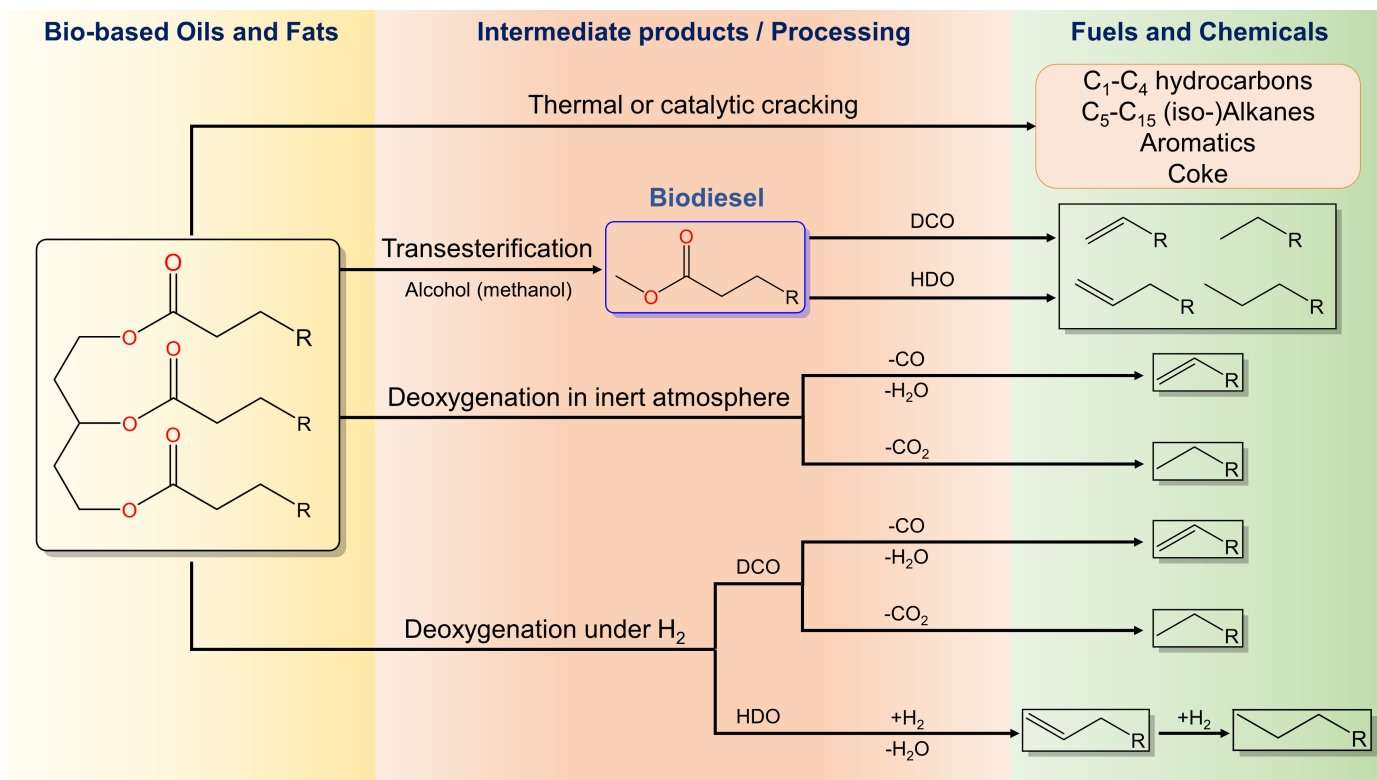 Bio-based Oils and Fats
Intermediate products / Processing
Fuels and Chemicals
Thermal or catalytic cracking
C₁-C₄ hydrocarbons
C₅-C₁₅ (iso-)Alkanes
Aromatics
Coke
Biodiesel
Transesterification
Alcohol (methanol)
O
O
R
DCO
HDO
R
R
R
R
O
O
R
O
O
R
O
O
R
Deoxygenation in inert atmosphere
-CO
-H₂O
R
-CO₂
R
Deoxygenation under H₂
DCO
-CO
-H₂O
R
-CO₂
R
HDO
+H₂
-H₂O
R
+H₂
R